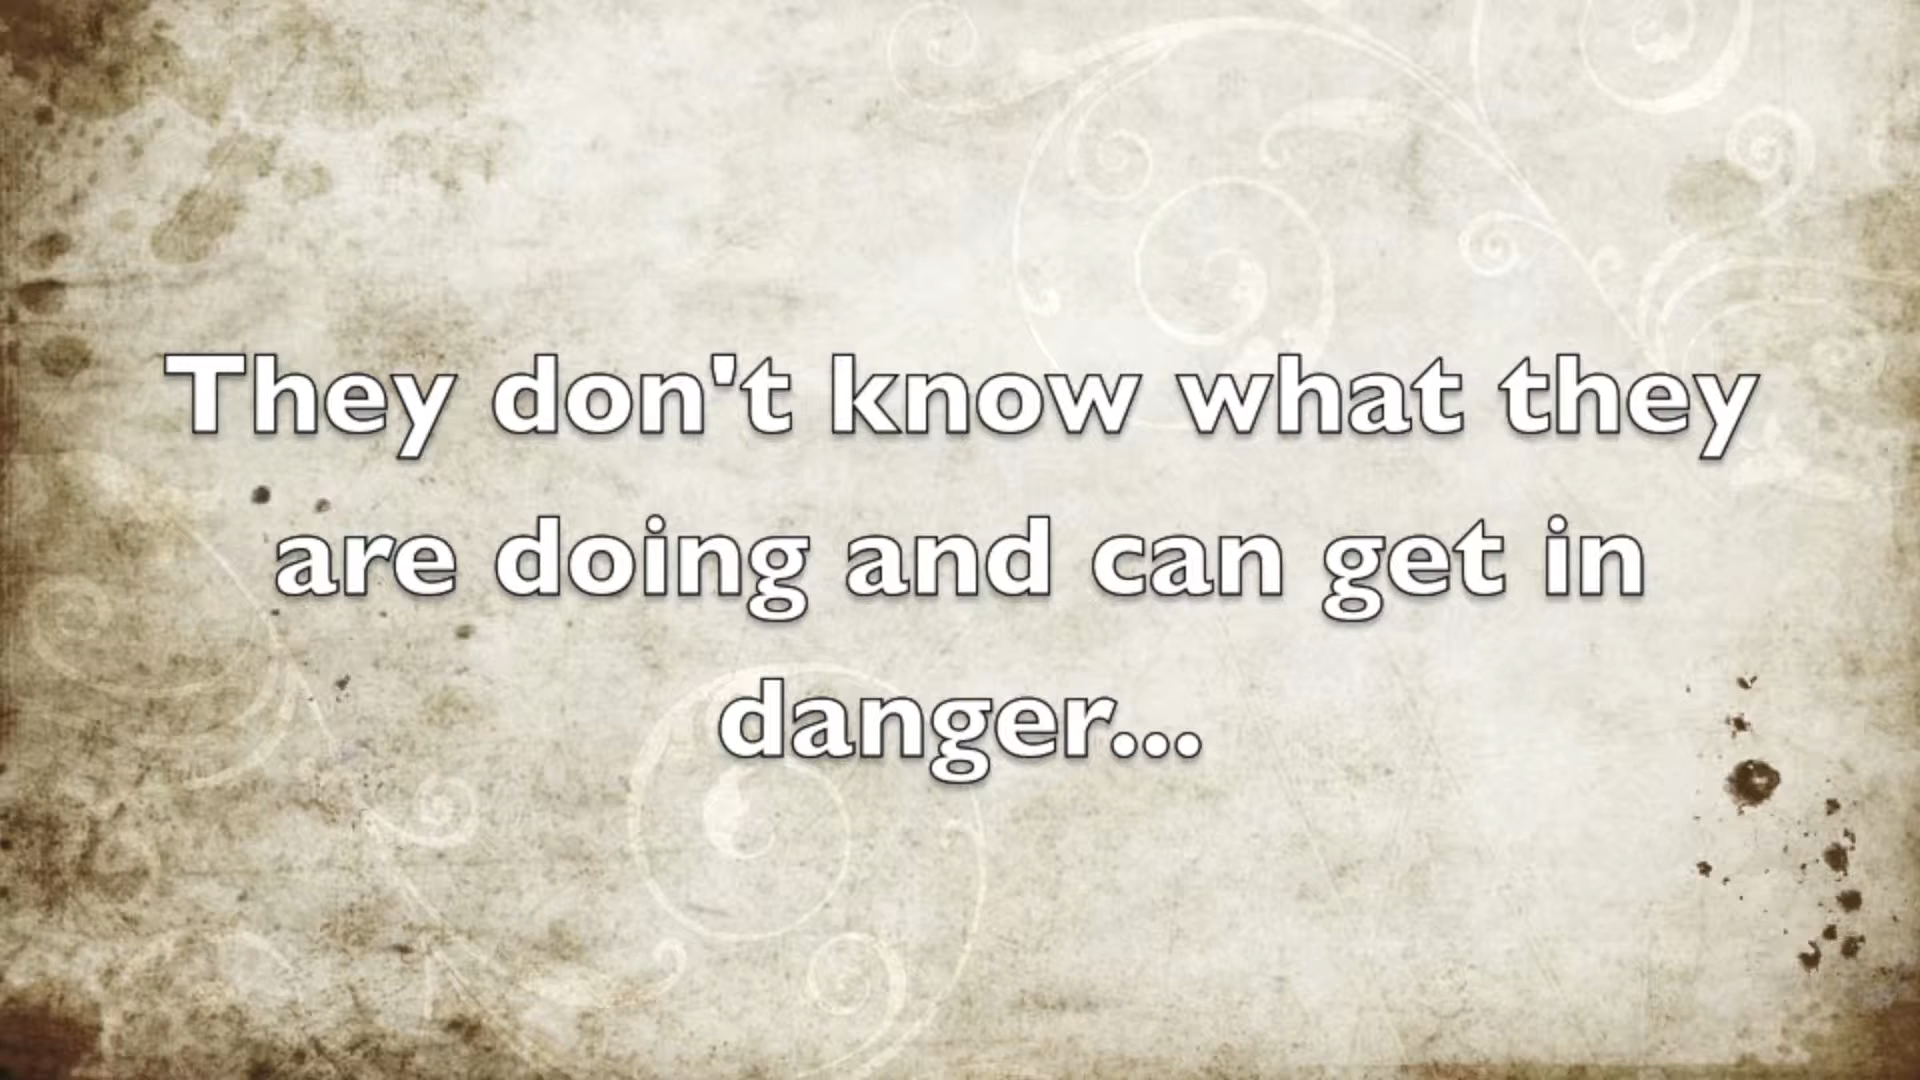 They don't know what they
are doing and can get in
danger...